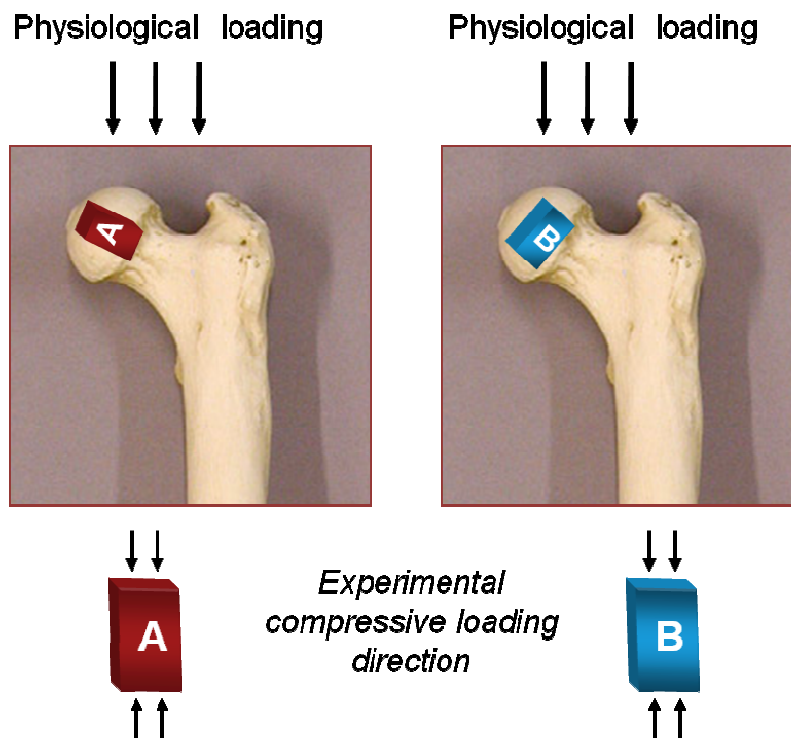 Physiological loading
Physiological loading
A
B
Experimental
compressive loading
direction
A
B